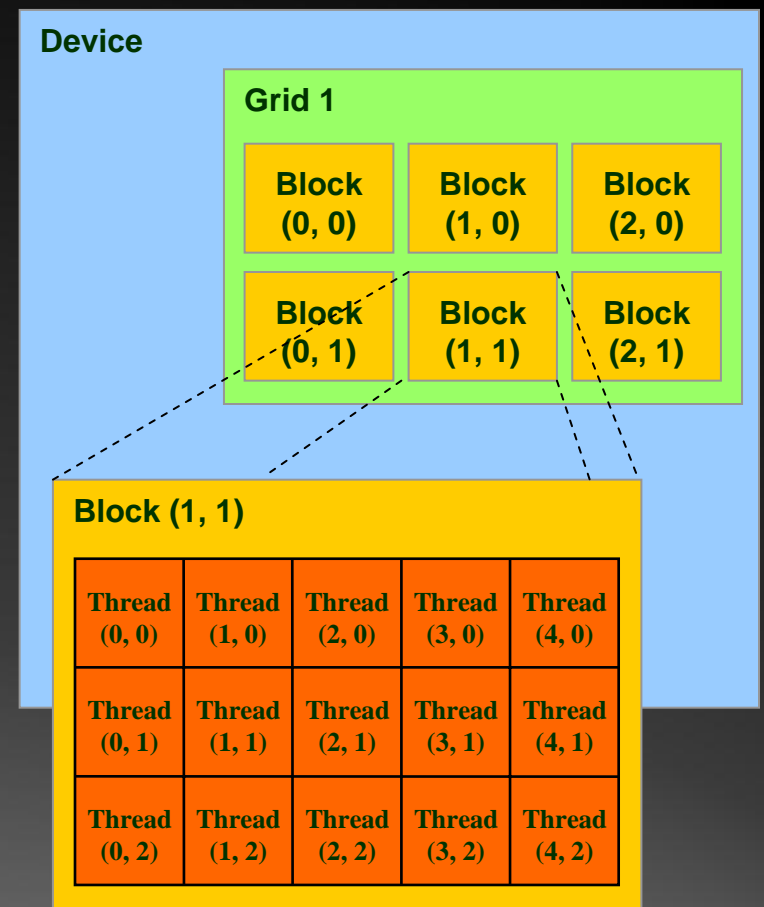 Device
Grid 1
Block Block Block
(0, 0) (1, 0) (2, 0)
Block Block Block
(0, 1) (1, 1) (2, 1)
Block (1, 1)
Thread Thread Thread Thread Thread
(0, 0) (1, 0) (2, 0) (3, 0) (4, 0)
Thread Thread Thread Thread Thread
(0, 1) (1, 1) (2, 1) (3, 1) (4, 1)
Thread Thread Thread Thread Thread
(0, 2) (1, 2) (2, 2) (3, 2) (4, 2)